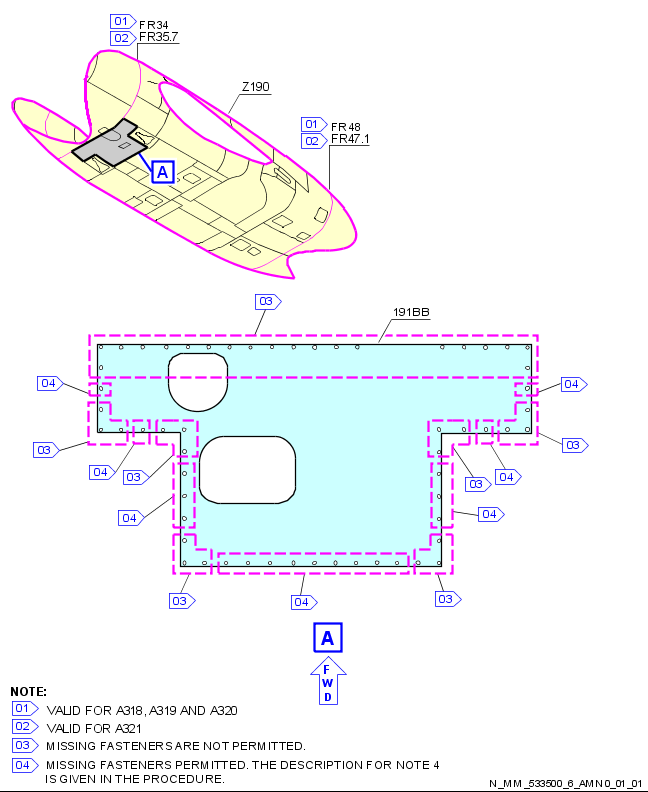 01 FR34
02 FR35.7
Z190
01 FR48
02 FR47.1
A
03
191BB
04
04
03
03
04
03
03
04
04
04
03
04
03
A
F
W
D
NOTE:
01 VALID FOR A318, A319 AND A320
02 VALID FOR A321
03 MISSING FASTENERS ARE NOT PERMITTED.
04 MISSING FASTENERS PERMITTED. THE DESCRIPTION FOR NOTE 4
IS GIVEN IN THE PROCEDURE.
N_MM_533500_6_AMN0_01_01